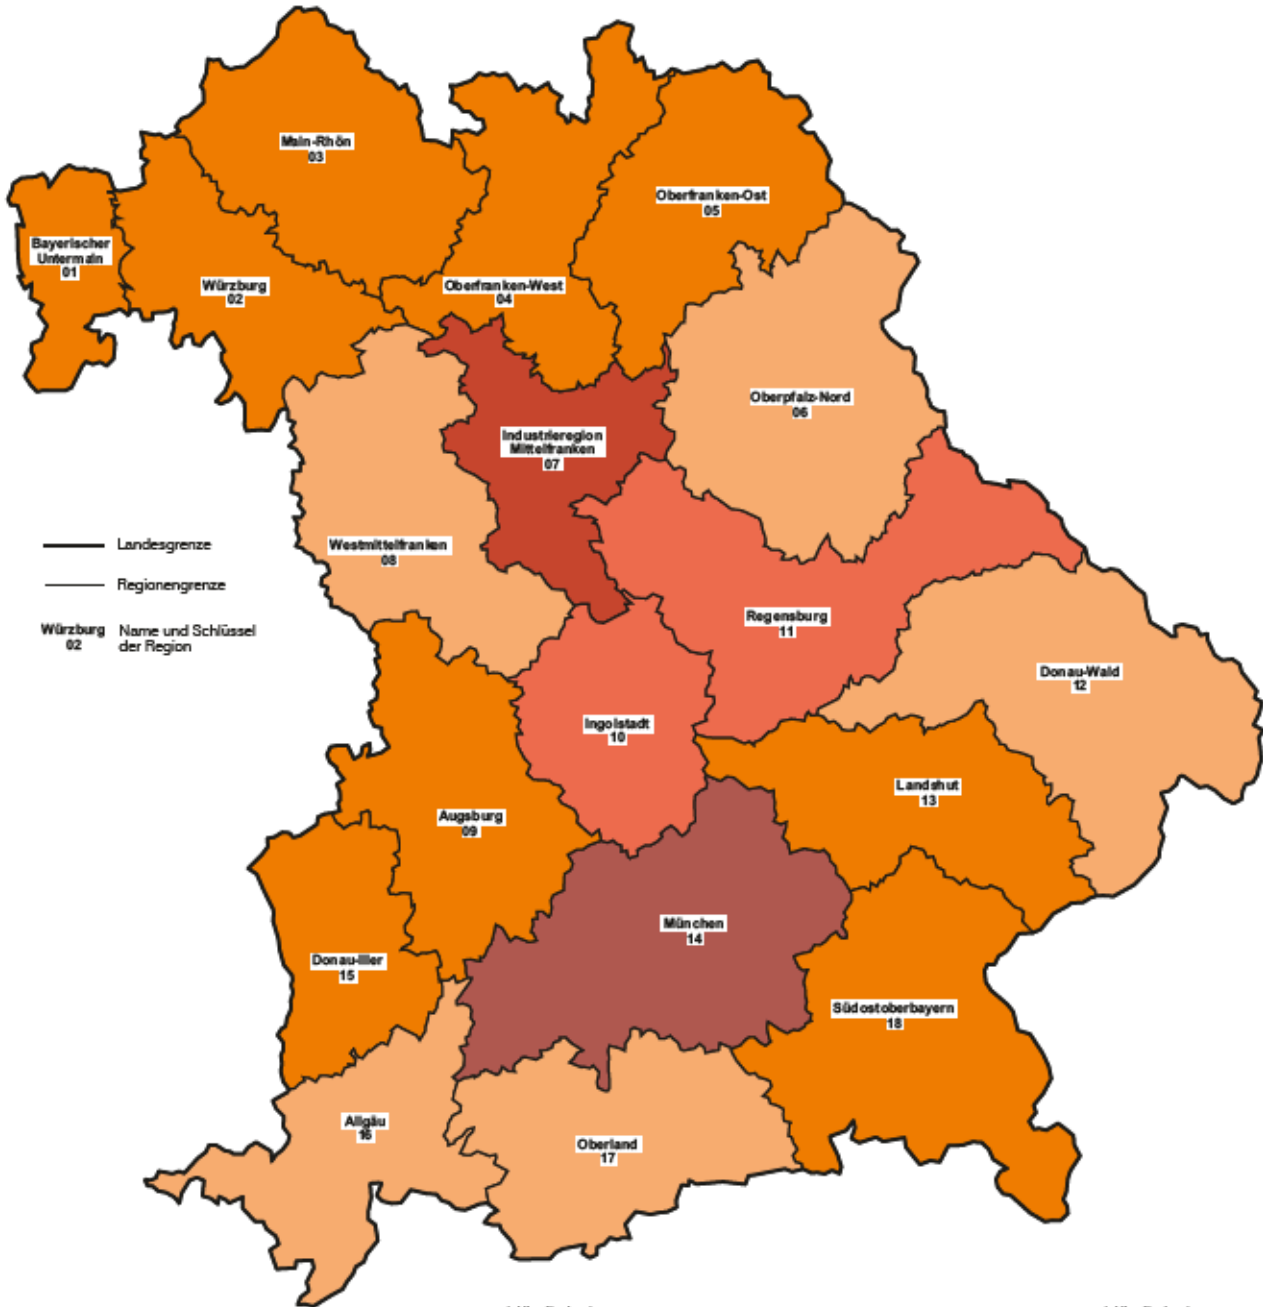 Main-Rhön
03
Oberfranken-Ost
05
Bayerischer
Untermain
01
Würzburg
02
Oberfranken-West
04
Oberpfalz-Nord
06
Industrieregion
Mittelfranken
07
Landesgrenze
Westmittelfranken
08
Regionengrenze
Regensburg
11
Würzburg
02
Name und Schlüssel
der Region
Donau-Wald
12
Ingolstadt
10
Landshut
13
Augsburg
09
München
14
Donau-Iller
15
Südostoberbayern
18
Allgäu
16
Oberland
17